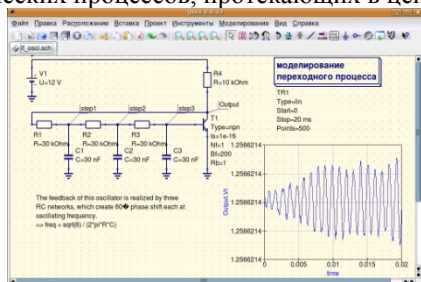 ческих процессов, протекающих в цеп
Файл Правка Расположение Вставка Проект Инструменты Моделирование Вид Справка
rf_osci.sch
V1
U=12 V
R4
R=10 kOhm
моделирование
переходного процесса
TR1
Type=lin
Start=0
Stop=20 ms
Points=500
step1 step2 step3 Output
T1
Type=npn
Is=1e-16
Nf=1
Bf=200
Rb=1
R1
R=30 kOhm
R2
R=30 kOhm
R3
R=30 kOhm
C1
C=30 nF
C2
C=30 nF
C3
C=30 nF
The feedback of this oscillator is realized by three
RC networks, which create 60� phase shift each at
oscillating frequency.
=> freq = sqrt(6) / (2*pi*R*C)
1.2566214
1.2566214
1.2566214
1.2566214
1.2566214
Output.Vt
0 0.005 0.01 0.015 0.02
time